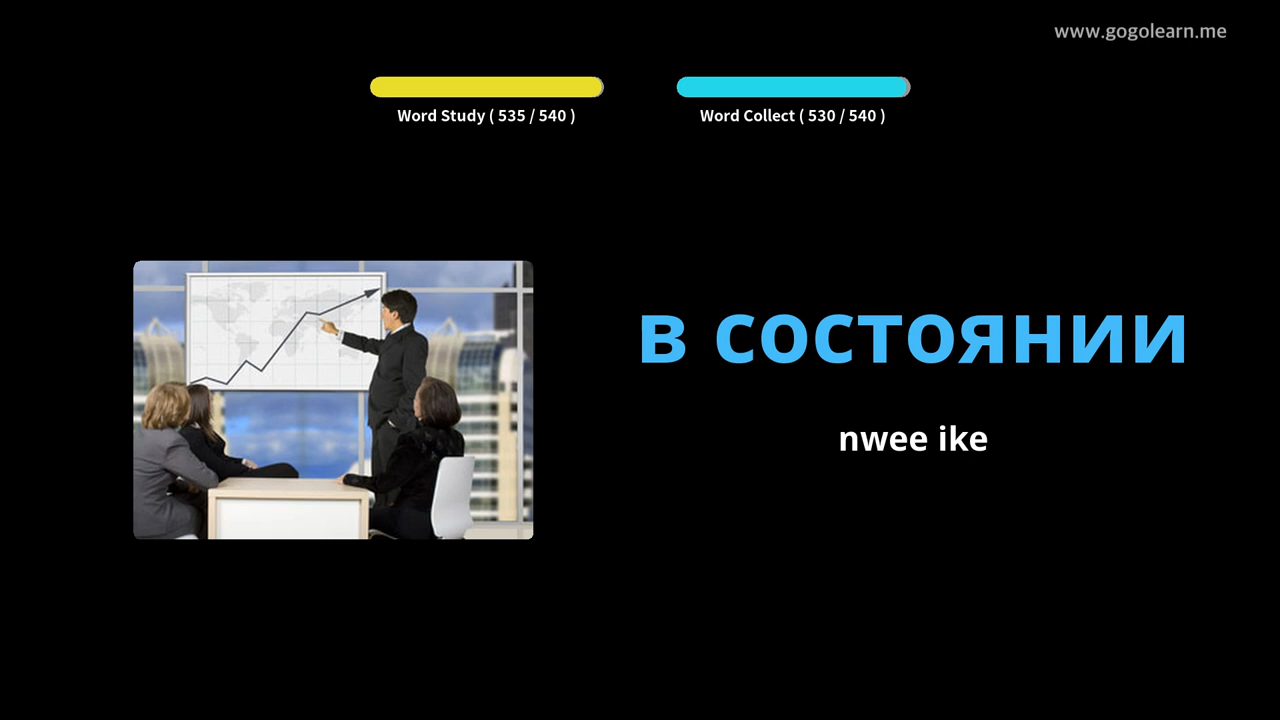 www.gogolearn.me
Word Study ( 535 / 540 )
Word Collect ( 530 / 540 )
в состоянии
nwee ike